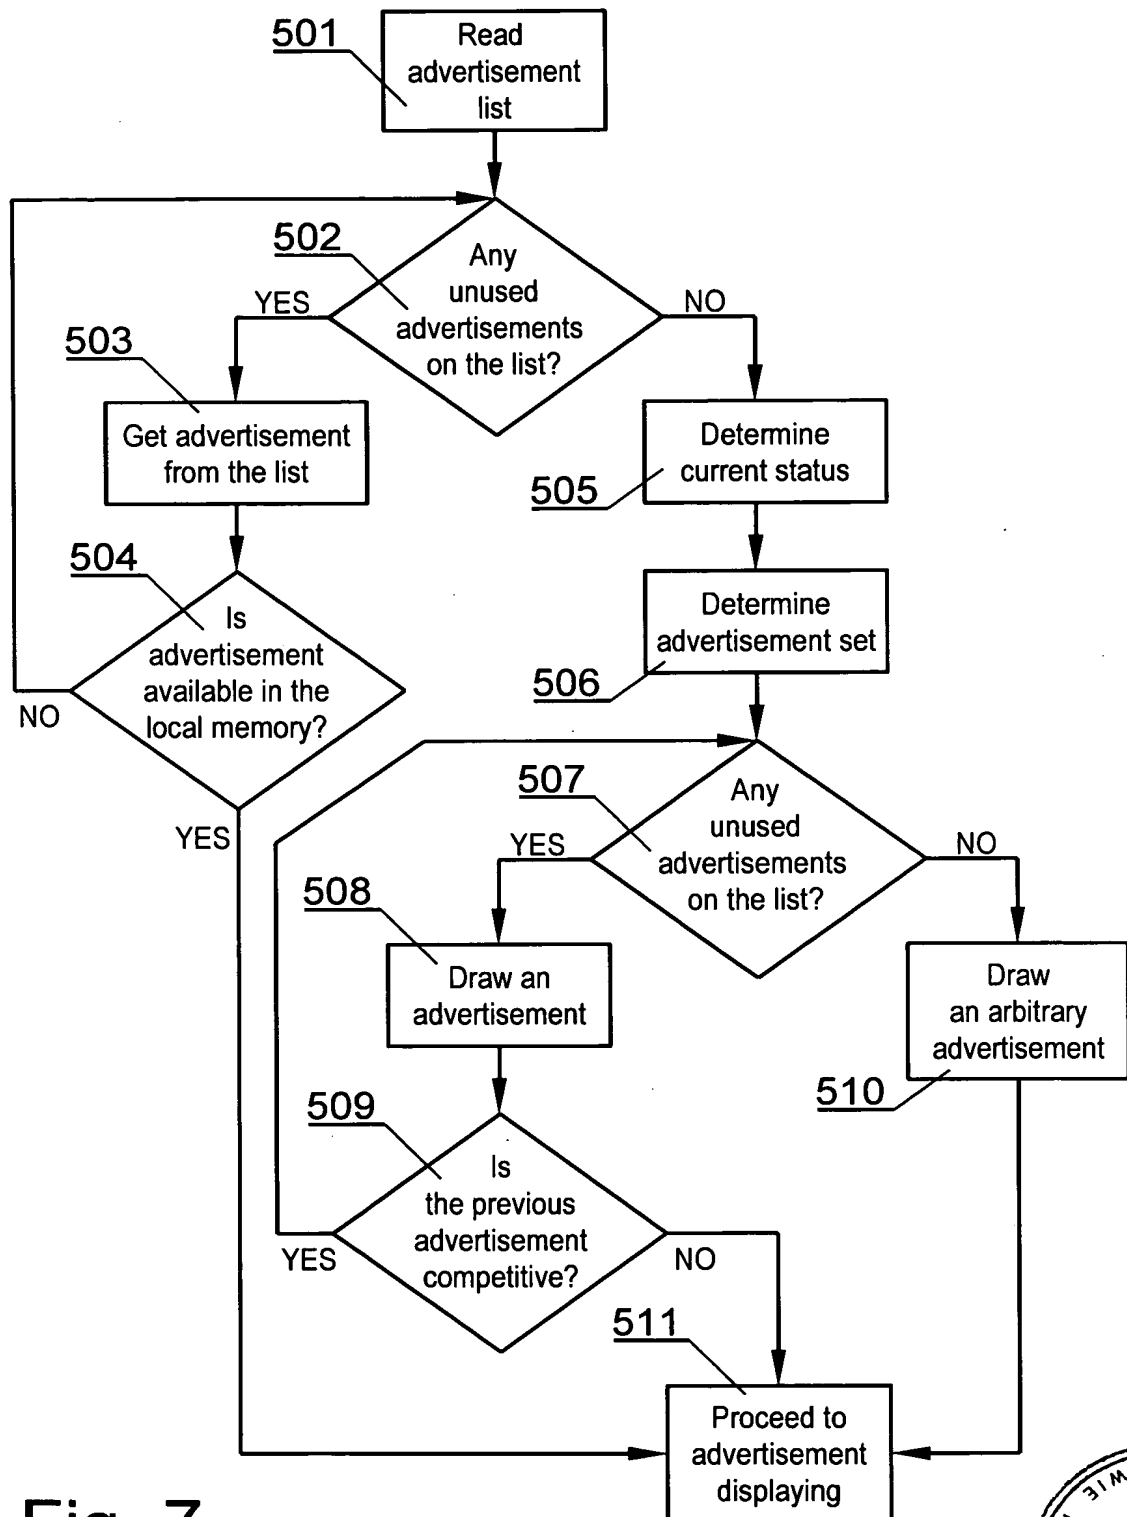 501
Read
advertisement
list
502
Any
unused
advertisements
on the list?
YES
NO
503
Get advertisement
from the list
Determine
current status
505
504
Is
advertisement
available in the
local memory?
NO
YES
Determine
advertisement set
506
507
Any
unused
advertisements
on the list?
YES
NO
508
Draw an
advertisement
Draw
an arbitrary
advertisement
510
509
Is
the previous
advertisement
competitive?
YES
NO
511
Proceed to
advertisement
displaying
Fig. 7
WIE